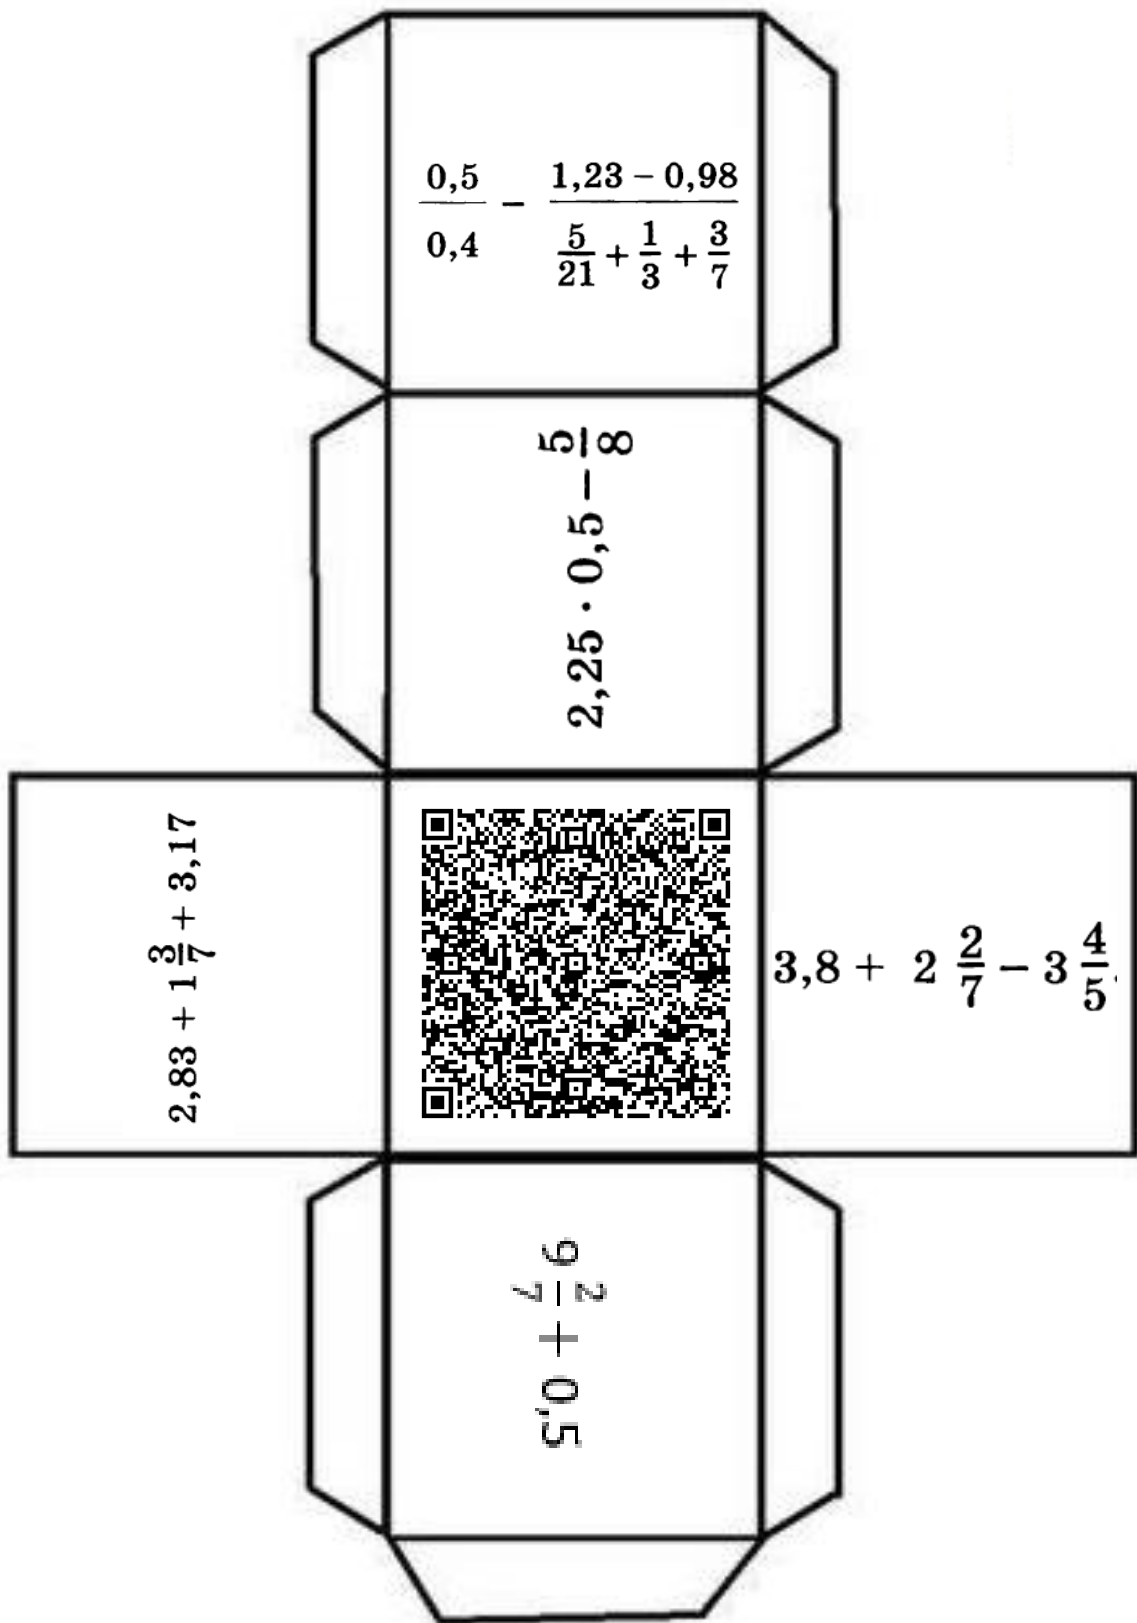 0,5/0,4 − (1,23 − 0,98)/(5/21 + 1/3 + 3/7)
2,25 · 0,5 − 5/8
2,83 + 1 3/7 + 3,17
3,8 + 2 2/7 − 3 4/5.
9 2/7 + 0,5